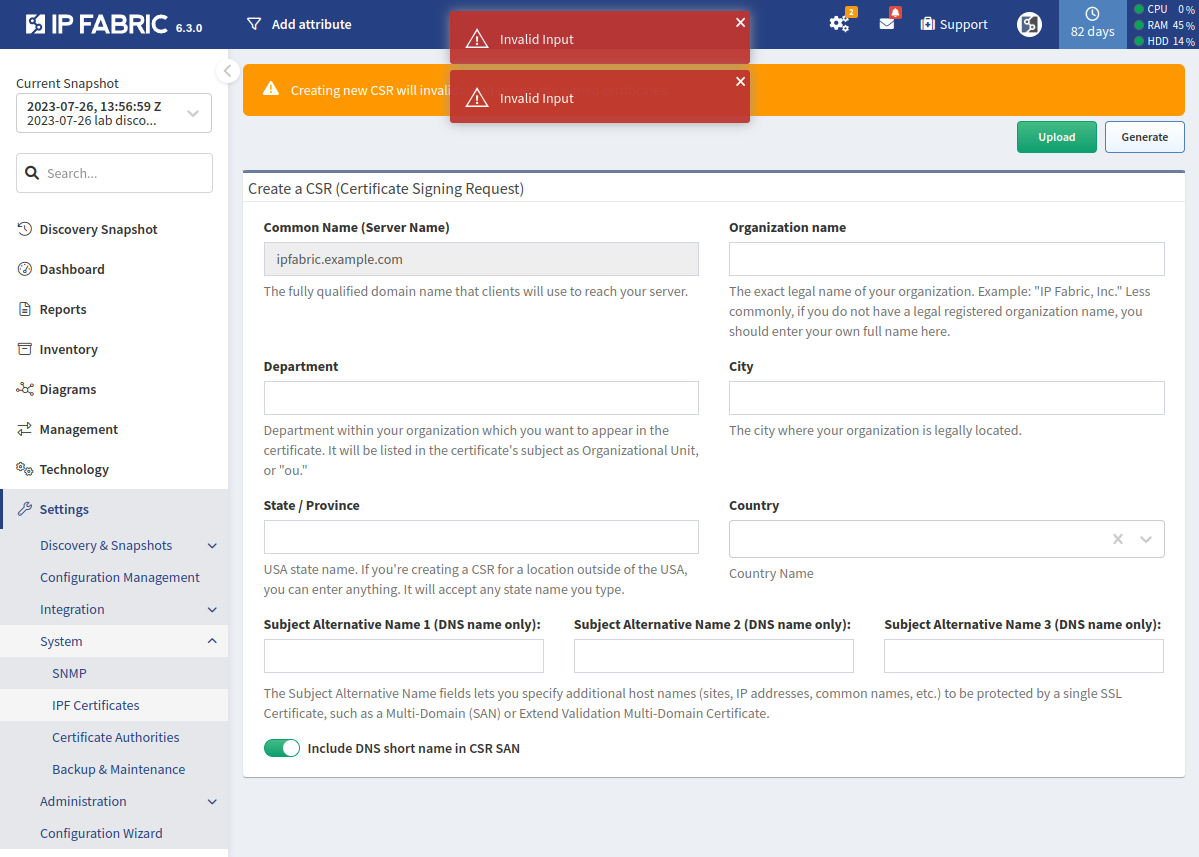 IP FABRIC 6.3.0
Add attribute
2
Support
82 days
CPU 0%
RAM 45%
HDD 14%
Invalid Input
Invalid Input
Current Snapshot
2023-07-26, 13:56:59 Z
2023-07-26 lab disco...
Search...
Discovery Snapshot
Dashboard
Reports
Inventory
Diagrams
Management
Technology
Settings
Discovery & Snapshots
Configuration Management
Integration
System
SNMP
IPF Certificates
Certificate Authorities
Backup & Maintenance
Administration
Configuration Wizard
Creating new CSR will
Upload
Generate
Create a CSR (Certificate Signing Request)
Common Name (Server Name)
ipfabric.example.com
The fully qualified domain name that clients will use to reach your server.
Organization name
The exact legal name of your organization. Example: "IP Fabric, Inc." Less
commonly, if you do not have a legal registered organization name, you
should enter your own full name here.
Department
Department within your organization which you want to appear in the
certificate. It will be listed in the certificate's subject as Organizational Unit,
or "ou."
City
The city where your organization is legally located.
State / Province
USA state name. If you're creating a CSR for a location outside of the USA,
you can enter anything. It will accept any state name you type.
Country
Country Name
Subject Alternative Name 1 (DNS name only):
Subject Alternative Name 2 (DNS name only):
Subject Alternative Name 3 (DNS name only):
The Subject Alternative Name fields lets you specify additional host names (sites, IP addresses, common names, etc.) to be protected by a single SSL
Certificate, such as a Multi-Domain (SAN) or Extend Validation Multi-Domain Certificate.
Include DNS short name in CSR SAN